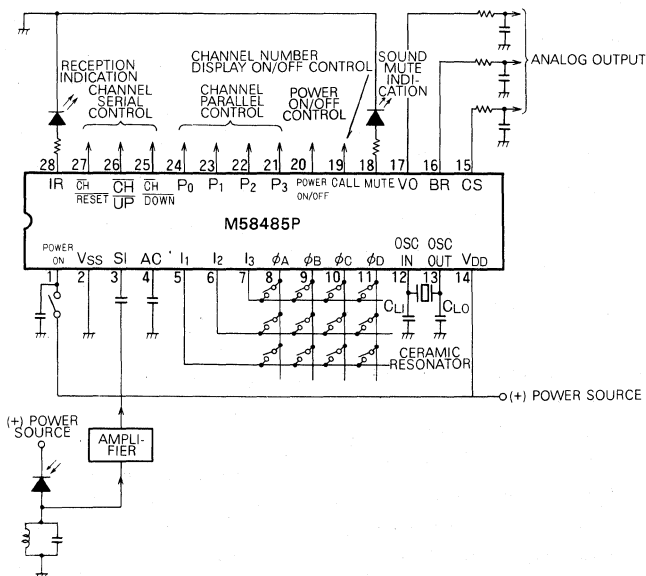 RECEPTION
INDICATION
CHANNEL
SERIAL
CONTROL
CHANNEL NUMBER
DISPLAY ON/OFF CONTROL
CHANNEL
PARALLEL
CONTROL
POWER
ON/OFF
CONTROL
SOUND
MUTE
INDI-
CATION
ANALOG OUTPUT
28 27 26 25 24 23 22 21 20 19 18 17 16 15
IR CH RESET CH UP CH DOWN P0 P1 P2 P3 POWER ON/OFF CALL MUTE VO BR CS
M58485P
POWER ON VSS SI AC I1 I2 I3 φA φB φC φD OSC IN OSC OUT VDD
1 2 3 4 5 6 7 8 9 10 11 12 13 14
CLI
CLO
CERAMIC
RESONATOR
(+) POWER SOURCE
(+) POWER
SOURCE
AMPLI-
FIER